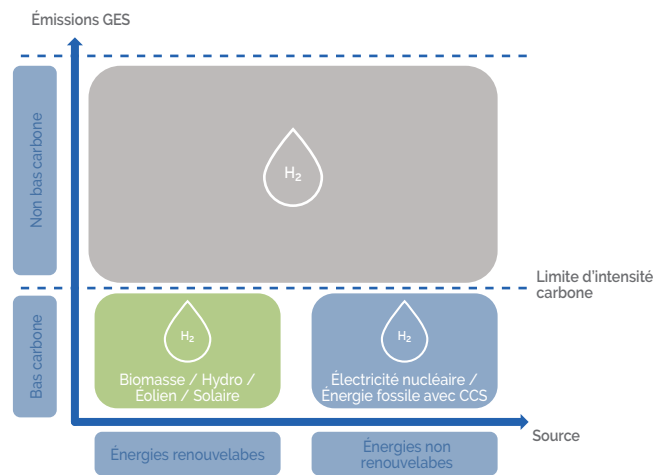 Émissions GES
Non bas carbone
H₂
Limite d'intensité
carbone
Bas carbone
H₂
Biomasse / Hydro /
Éolien / Solaire
H₂
Électricité nucléaire /
Énergie fossile avec CCS
Source
Énergies renouvelabes
Énergies non
renouvelabes